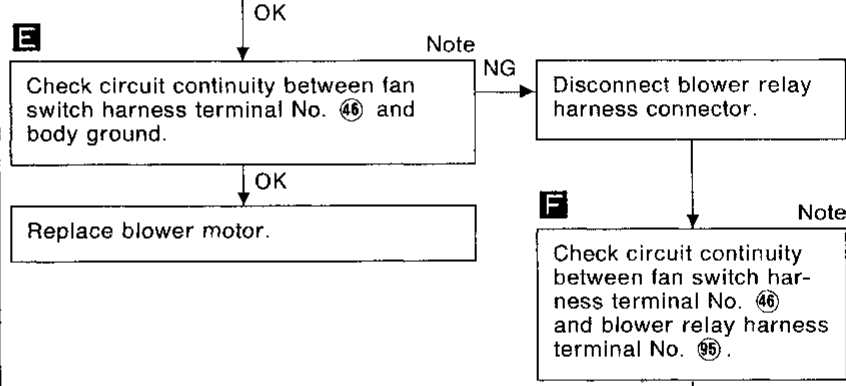 OK
E
Note
Check circuit continuity between fan
switch harness terminal No. 46 and
body ground.
NG
Disconnect blower relay
harness connector.
OK
Replace blower motor.
F
Note
Check circuit continuity
between fan switch har-
ness terminal No. 46
and blower relay harness
terminal No. 95.